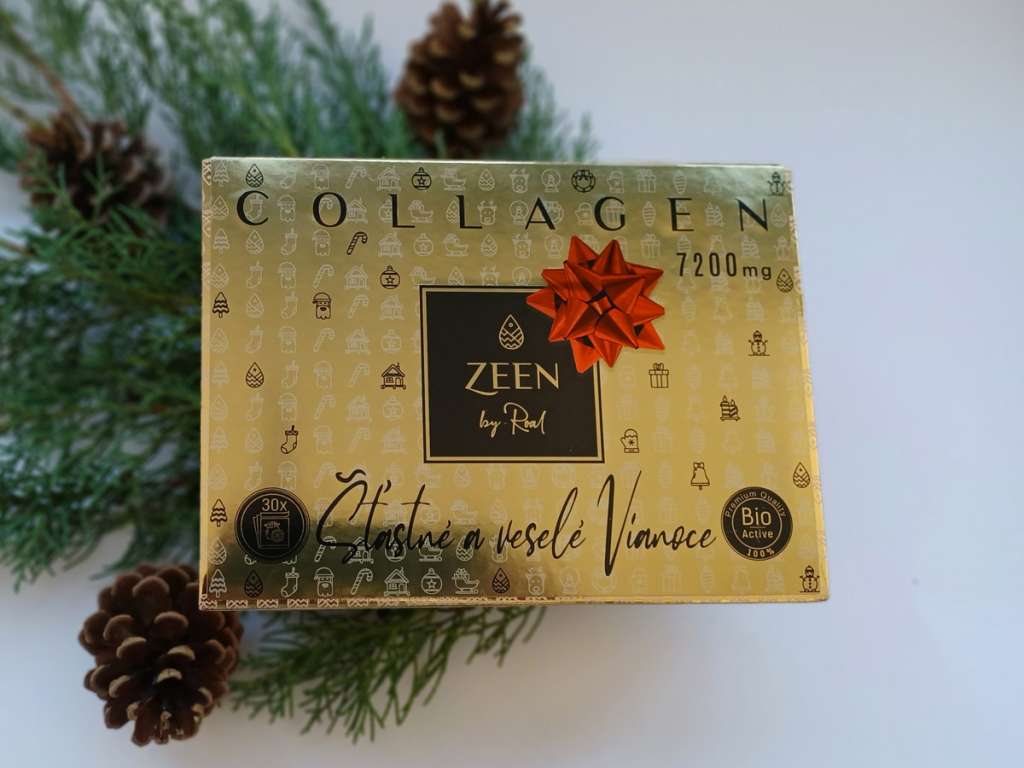 COLLAGEN
7200mg
ZEEN
by Roal
30x
Šťastné a veselé Vianoce
Premium Quality
Bio
Active
100%